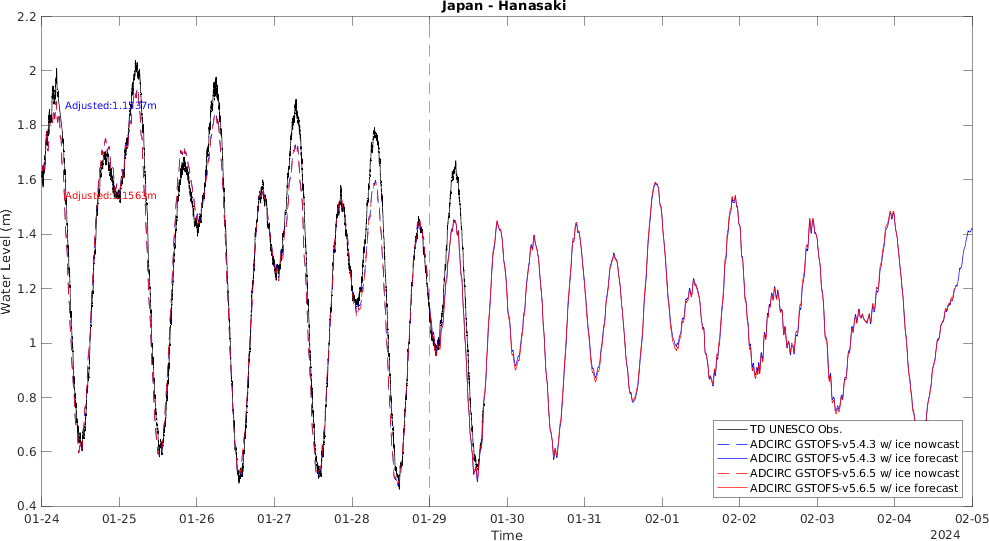 Japan - Hanasaki
2.2
2
1.8
1.6
1.4
1.2
1
0.8
0.6
0.4
Water Level (m)
Adjusted:1.1537m
Adjusted:1.1563m
01-24 01-25 01-26 01-27 01-28 01-29 01-30 01-31 02-01 02-02 02-03 02-04 02-05
Time
2024
TD UNESCO Obs.
ADCIRC GSTOFS-v5.4.3 w/ ice nowcast
ADCIRC GSTOFS-v5.4.3 w/ ice forecast
ADCIRC GSTOFS-v5.6.5 w/ ice nowcast
ADCIRC GSTOFS-v5.6.5 w/ ice forecast